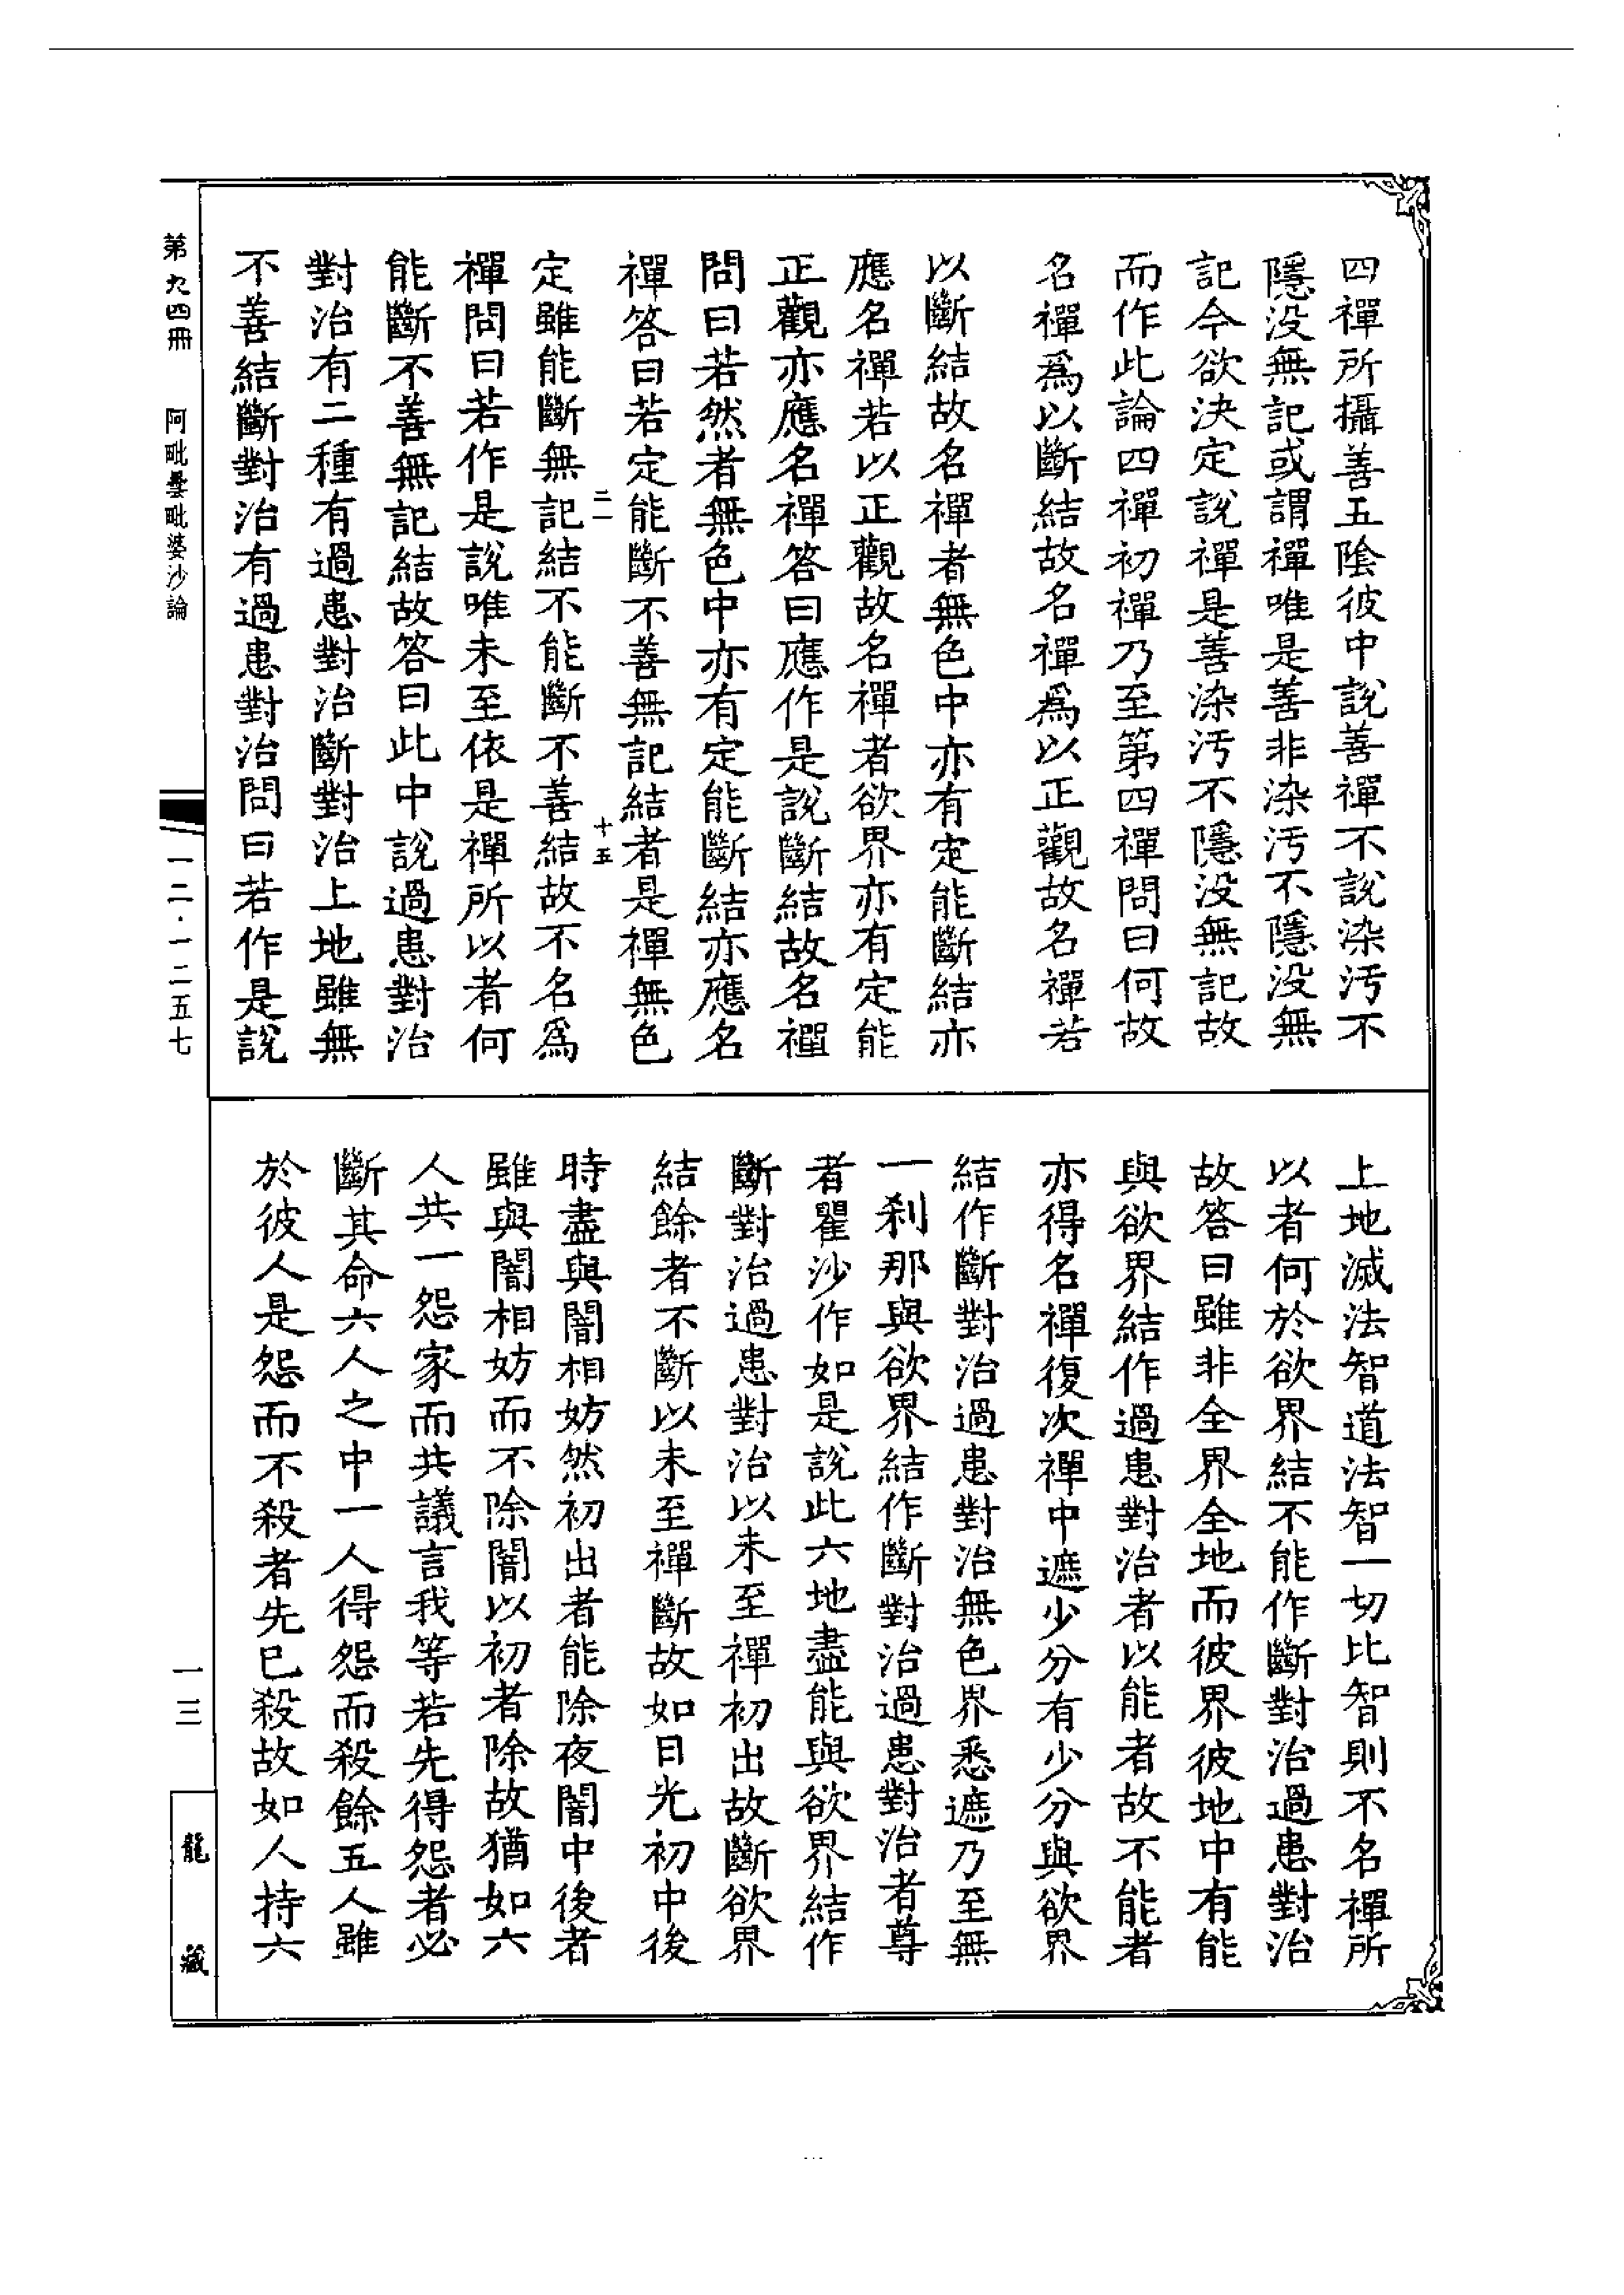 四禪所攝善五陰彼中說善禪不說染汚不
隱没無記或謂禪唯是善非染汚不隱没無
記今欲決定說禪是善染汚不隱没無記故
而作此論四禪初禪乃至第四禪問曰何故
名禪爲以斷結故名禪爲以正觀故名禪若
以斷結故名禪者無色中亦有定能斷結亦
應名禪若以正觀故名禪者欲界亦有定能
正觀亦應名禪答曰應作是說斷結故名禪
問曰若然者無色中亦有定能斷結亦應名
禪答曰若定能斷不善無記結者是禪無色
二一
十五
定雖能斷無記結不能斷不善結故不名爲
禪問曰若作是說唯未至依是禪所以者何
能斷不善無記結故答曰此中說過患對治
對治有二種有過患對治斷對治上地雖無
不善結斷對治有過患對治問曰若作是說
第九四冊
阿毗曇毗婆沙論
一二·一二五七
上地滅法智道法智一切比智則不名禪所
以者何於欲界結不能作斷對治過患對治
故答曰雖非全界全地而彼界彼地中有能
與欲界結作過患對治者以能者故不能者
亦得名禪復次禪中遮少分有少分與欲界
結作斷對治過患對治無色界悉遮乃至無
一刹那與欲界結作斷對治過患對治者尊
者瞿沙作如是說此六地盡能與欲界結作
斷對治過患對治以未至禪初出故斷欲界
結餘者不斷以未至禪斷故如日光初中後
時盡與闇相妨然初出者能除夜闇中後者
雖與闇相妨而不除闇以初者除故猶如六
人共一怨家而共議言我等若先得怨者必
斷其命六人之中一人得怨而殺餘五人雖
於彼人是怨而不殺者先已殺故如人持六
一三
龍藏